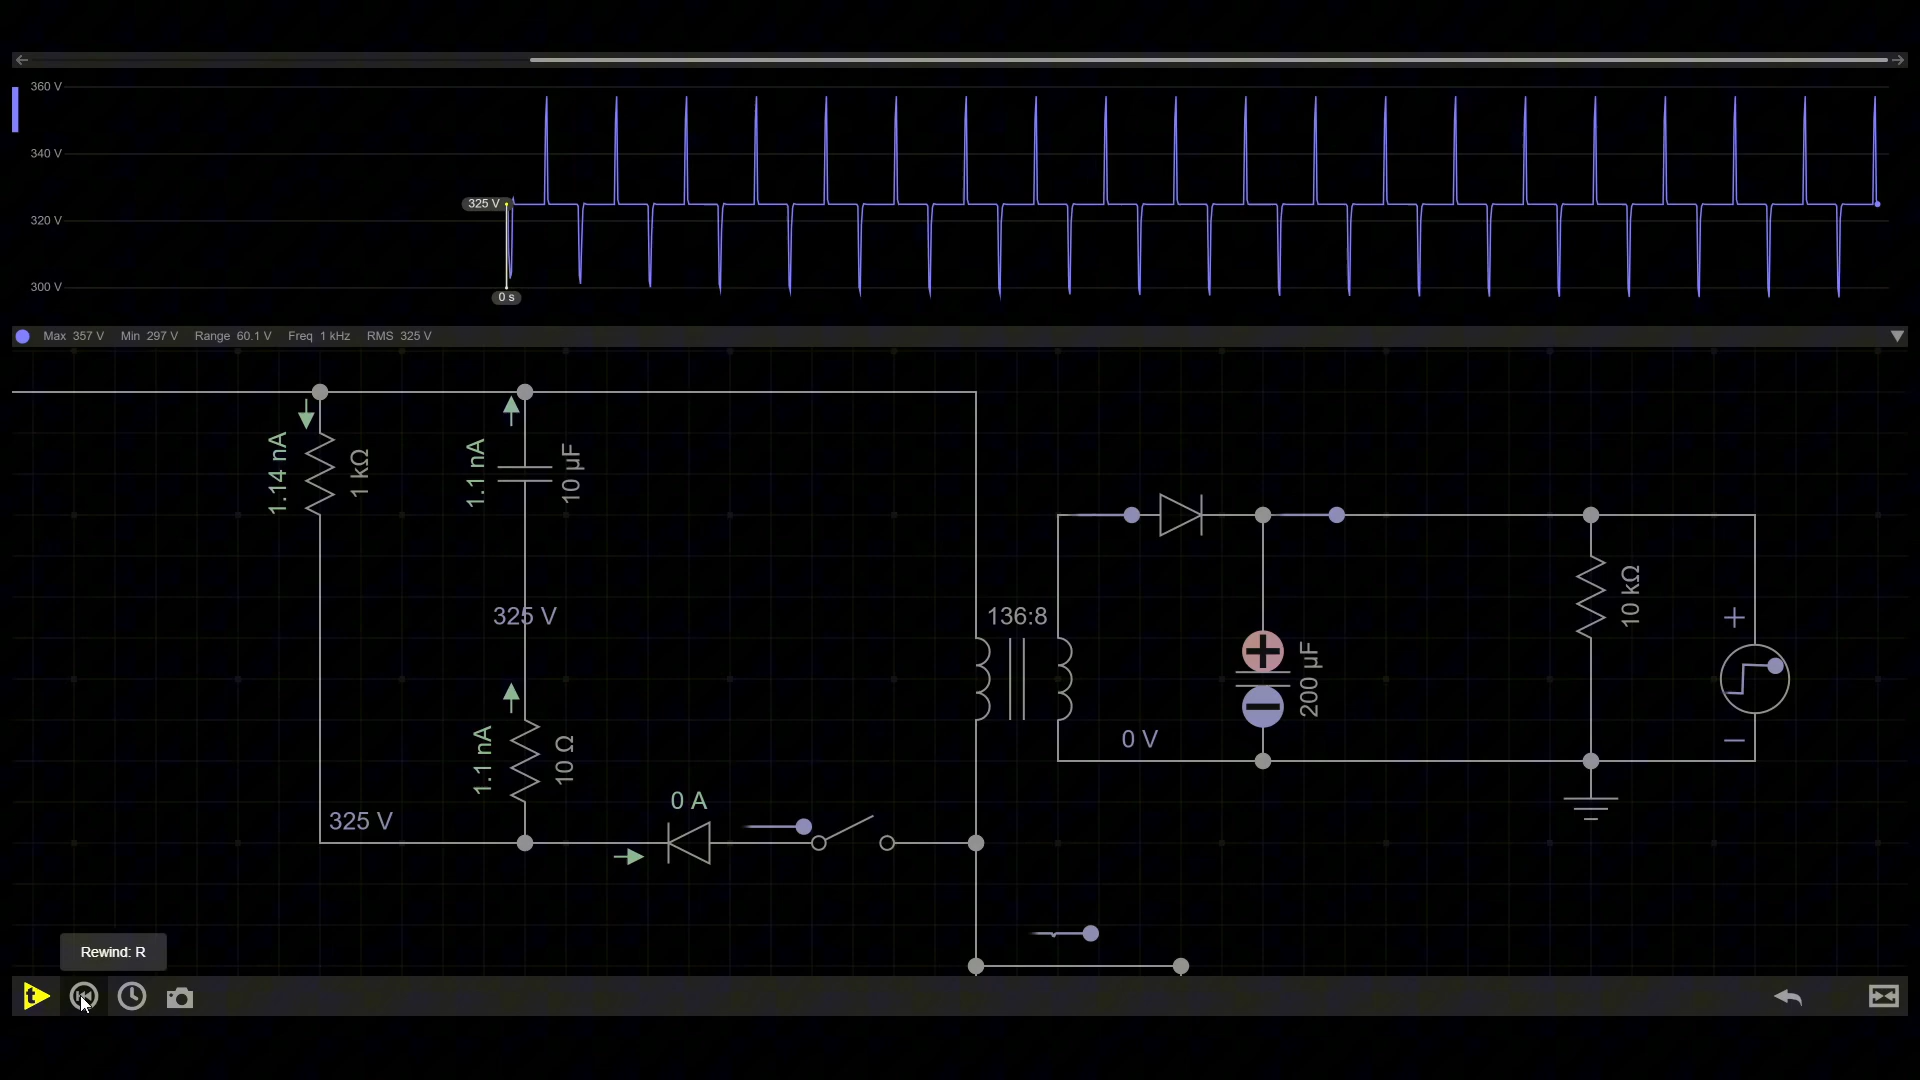 360 V
340 V
325 V
320 V
300 V
0 s
Max 357 V Min 297 V Range 60.1 V Freq 1 kHz RMS 325 V
1.14 nA
1 kΩ
1.1 nA
10 µF
325 V
136:8
10 kΩ
+
200 µF
0 V
−
1.1 nA
10 Ω
0 A
325 V
Rewind: R
t